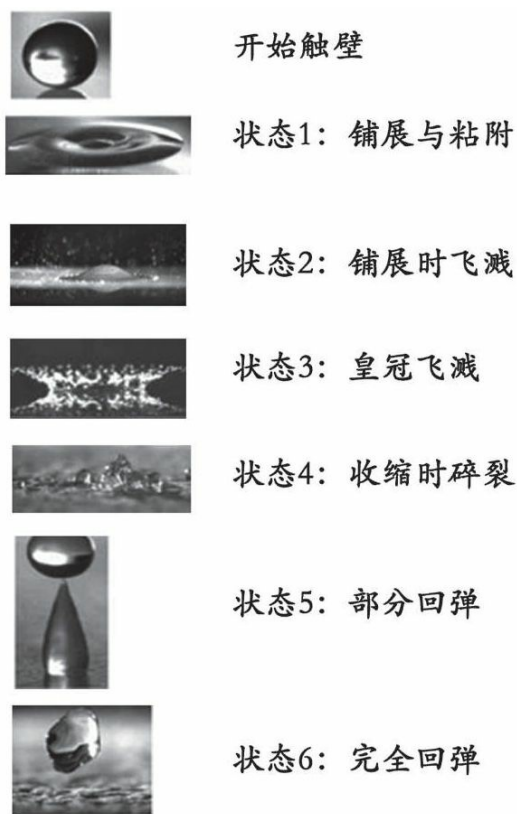 开始触壁
状态1：铺展与粘附
状态2：铺展时飞溅
状态3：皇冠飞溅
状态4：收缩时碎裂
状态5：部分回弹
状态6：完全回弹